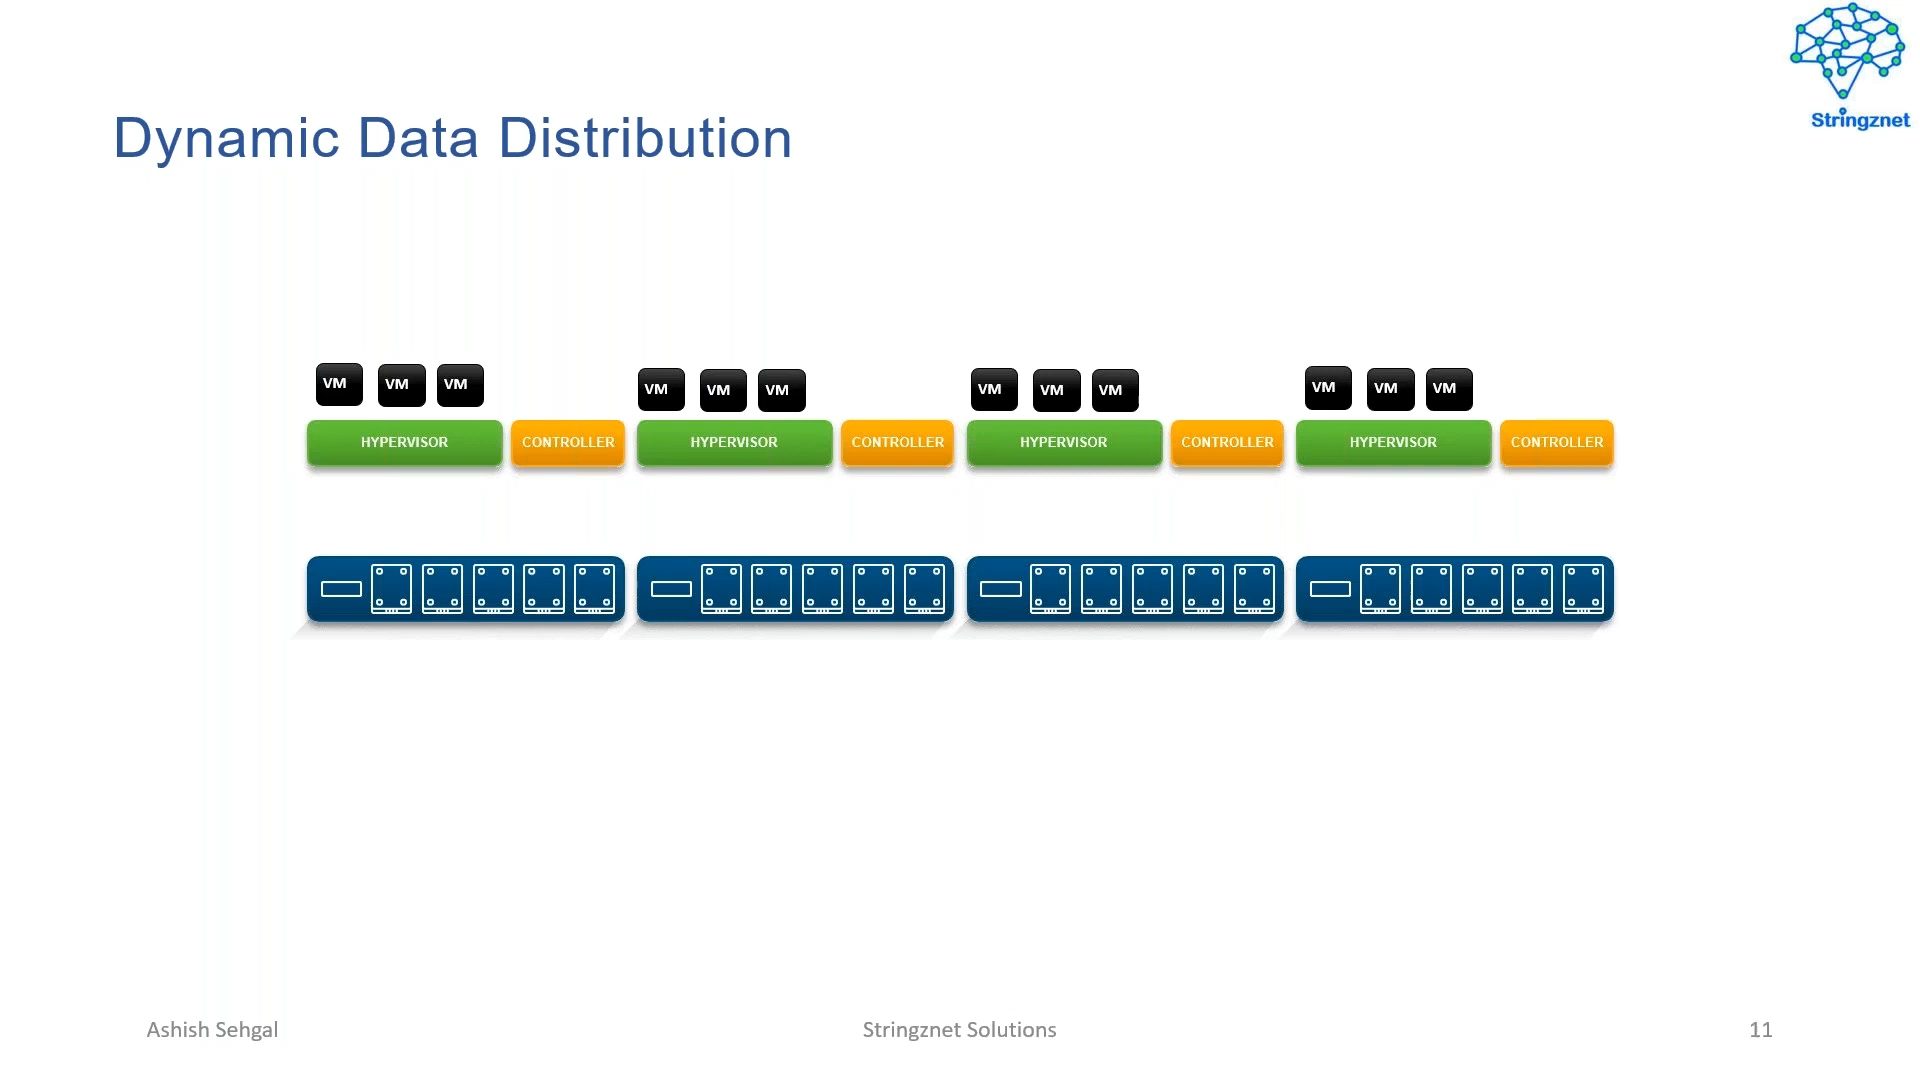 Stringznet
Dynamic Data Distribution
VM VM VM VM VM VM VM VM VM VM VM VM
HYPERVISOR CONTROLLER HYPERVISOR CONTROLLER HYPERVISOR CONTROLLER HYPERVISOR CONTROLLER
Ashish Sehgal Stringznet Solutions 11